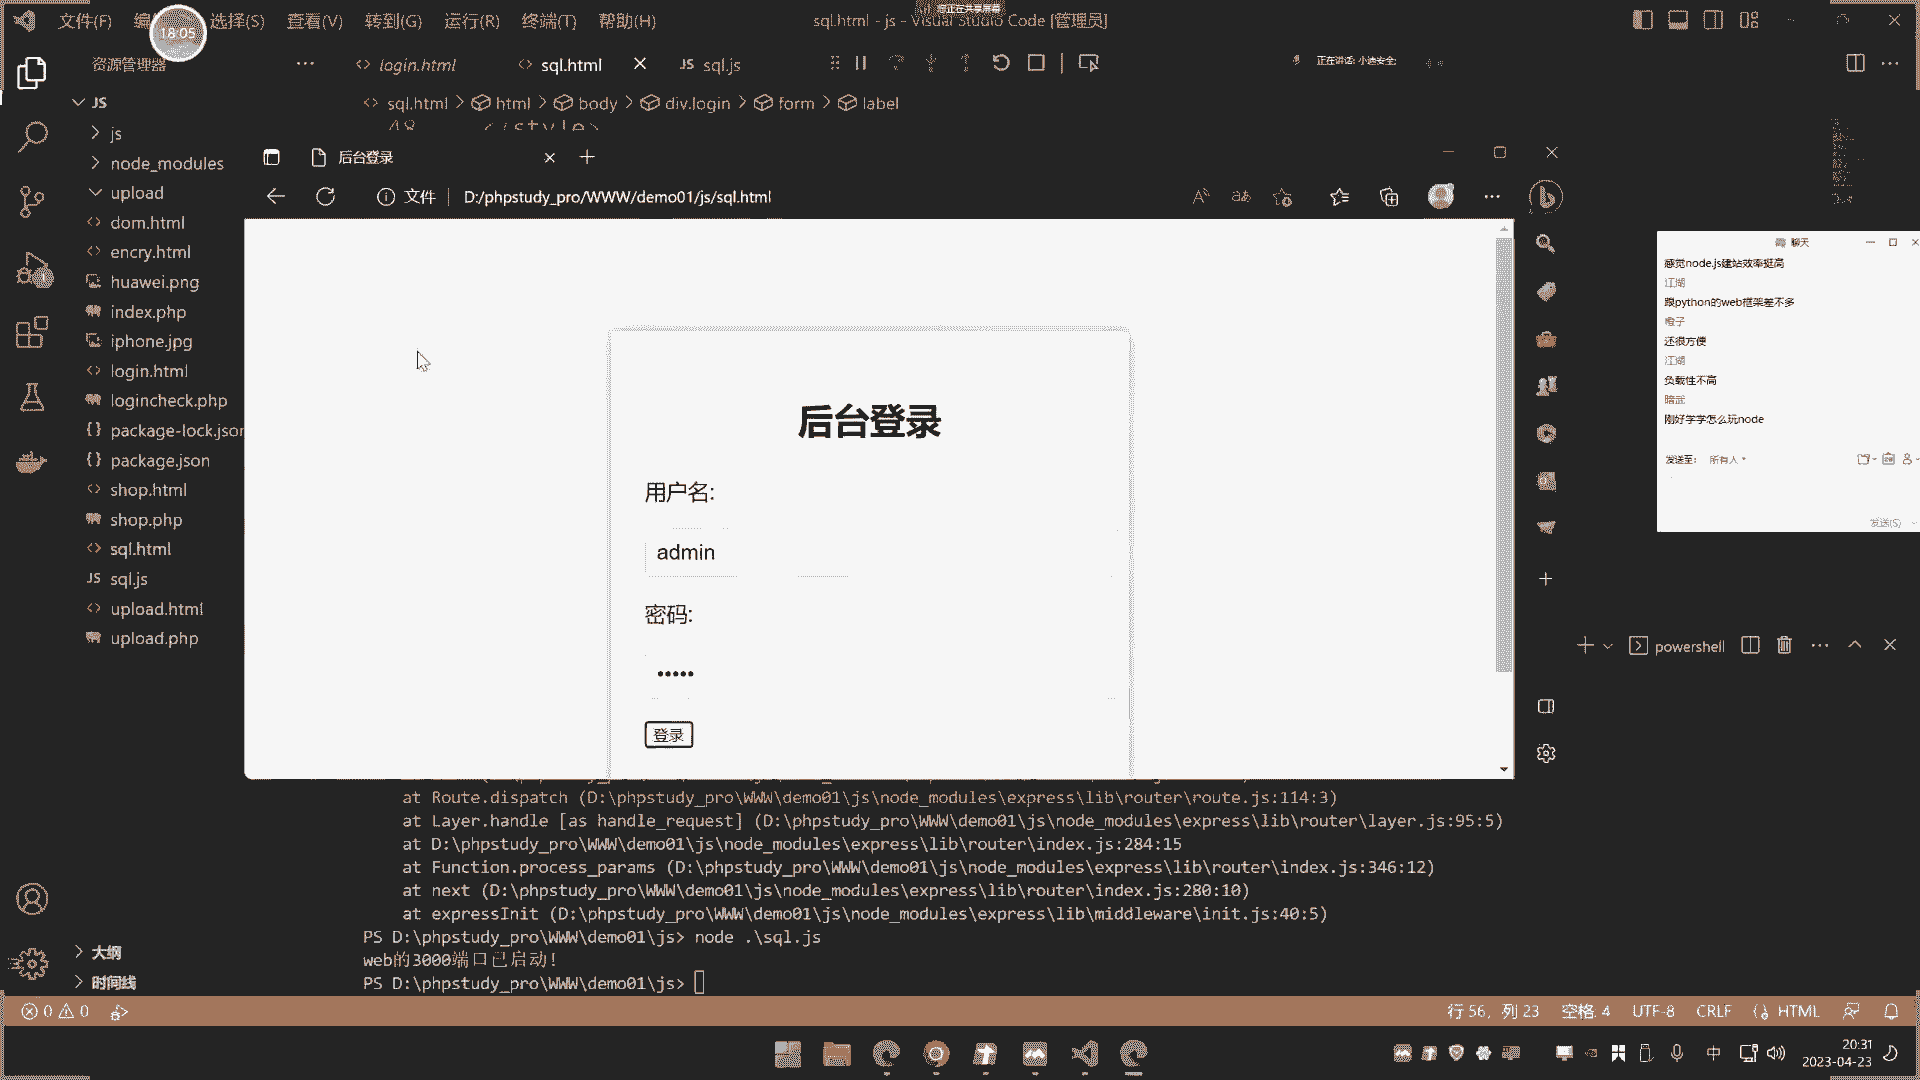 文件(F) 编 18:05 选择(S) 查看(V) 转到(G) 运行(R) 终端(T) 帮助(H)
您正在共享屏幕
sql.html - js - Visual Studio Code [管理员]
资源管理器
login.html
sql.html
JS sql.js
正在讲话: 小迪安全;
JS
sql.html > html > body > div.login > form > label
48 </style>
js
node_modules
upload
dom.html
encry.html
huawei.png
index.php
iphone.jpg
login.html
logincheck.php
package-lock.jsor
package.json
shop.html
shop.php
sql.html
JS sql.js
upload.html
upload.php
大纲
时间线
后台登录
文件 D:/phpstudy_pro/WWW/demo01/js/sql.html
后台登录
用户名:
admin
密码:
•••••
登录
聊天
感觉node.js建站效率挺高
江湖
跟python的web框架差不多
橙子
还很方便
江湖
负载性不高
暗武
刚好学学怎么玩node
发送至: 所有人
发送(S)
powershell
at Route.dispatch (D:\phpstudy_pro\WWW\demo01\js\node_modules\express\lib\router\route.js:114:3)
at Layer.handle [as handle_request] (D:\phpstudy_pro\WWW\demo01\js\node_modules\express\lib\router\layer.js:95:5)
at D:\phpstudy_pro\WWW\demo01\js\node_modules\express\lib\router\index.js:284:15
at Function.process_params (D:\phpstudy_pro\WWW\demo01\js\node_modules\express\lib\router\index.js:346:12)
at next (D:\phpstudy_pro\WWW\demo01\js\node_modules\express\lib\router\index.js:280:10)
at expressInit (D:\phpstudy_pro\WWW\demo01\js\node_modules\express\lib\middleware\init.js:40:5)
PS D:\phpstudy_pro\WWW\demo01\js> node .\sql.js
web的3000端口已启动!
PS D:\phpstudy_pro\WWW\demo01\js>
0 0
行 56, 列 23 空格: 4 UTF-8 CRLF HTML
中
20:31
2023-04-23